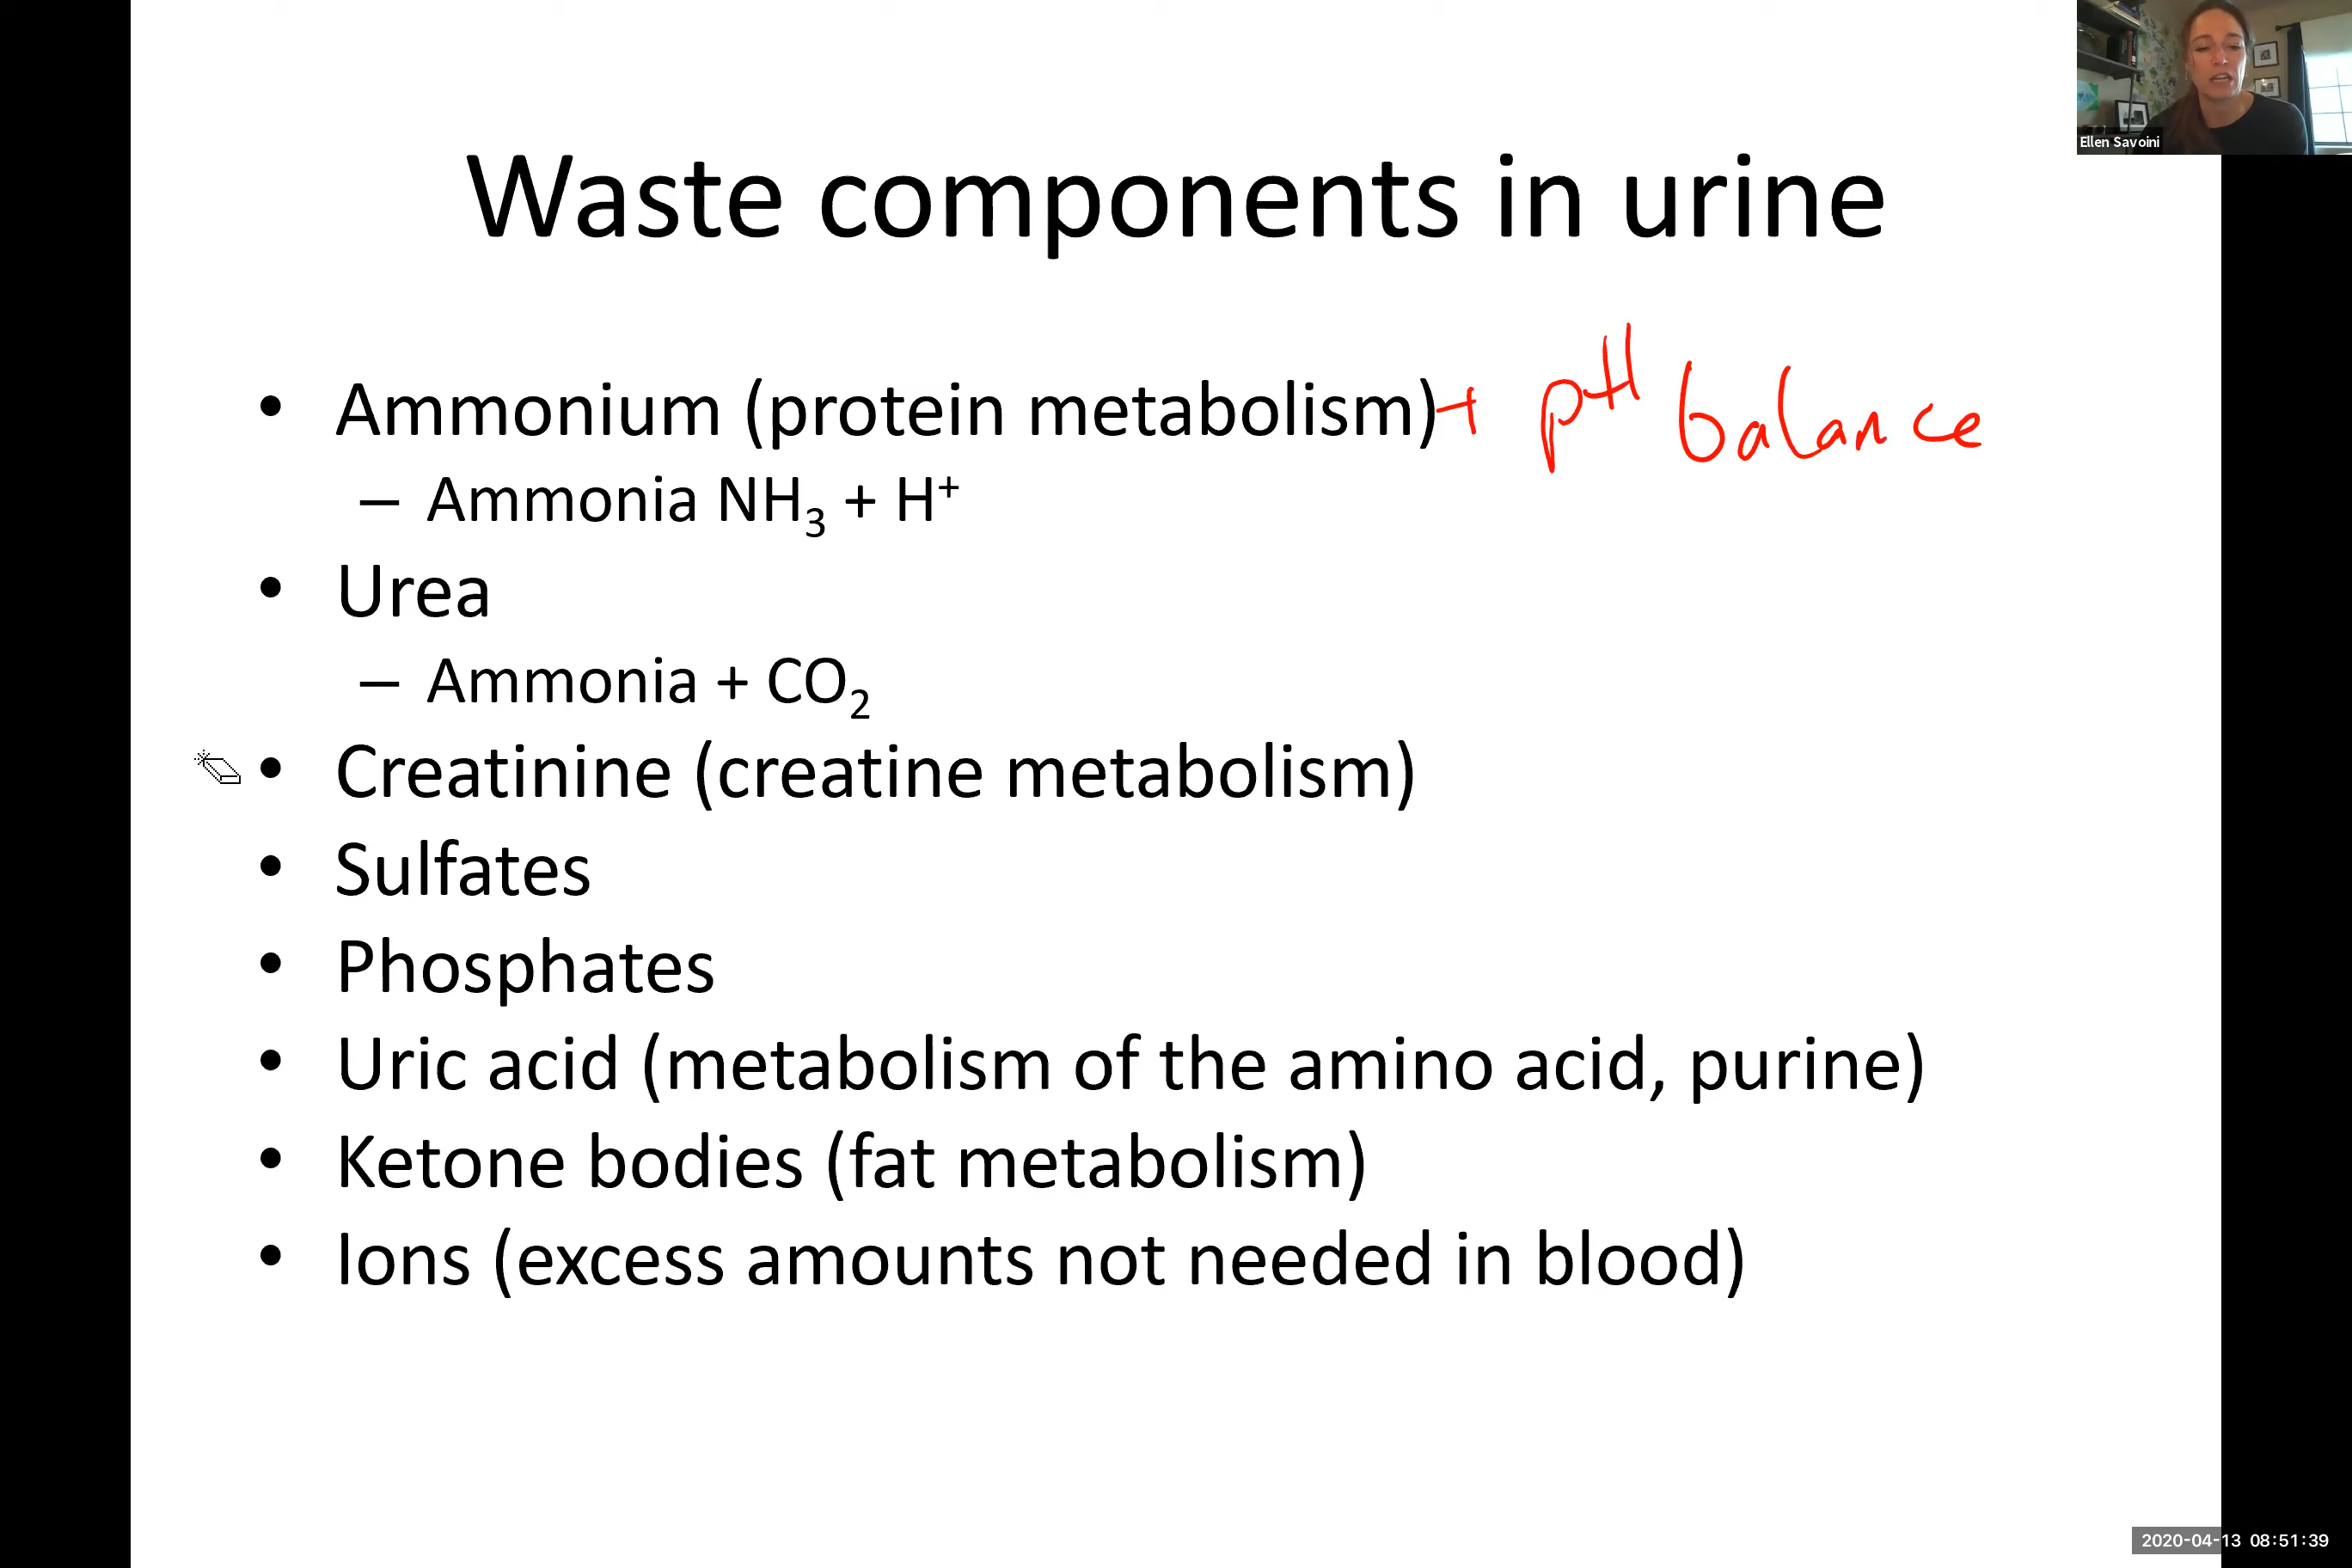 Ellen Savoini
Waste components in urine
• Ammonium (protein metabolism) + pH balance
– Ammonia NH₃ + H⁺
• Urea
– Ammonia + CO₂
• Creatinine (creatine metabolism)
• Sulfates
• Phosphates
• Uric acid (metabolism of the amino acid, purine)
• Ketone bodies (fat metabolism)
• Ions (excess amounts not needed in blood)
2020-04-13 08:51:39